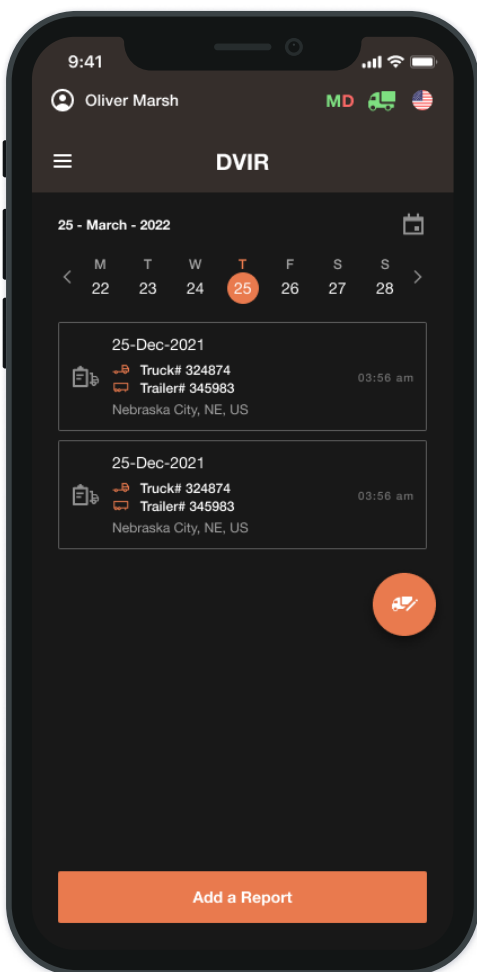 9:41
Oliver Marsh MD
DVIR
25 - March - 2022
M T W T F S S
22 23 24 25 26 27 28
25-Dec-2021
Truck# 324874
03:56 am
Trailer# 345983
Nebraska City, NE, US
25-Dec-2021
Truck# 324874
03:56 am
Trailer# 345983
Nebraska City, NE, US
Add a Report